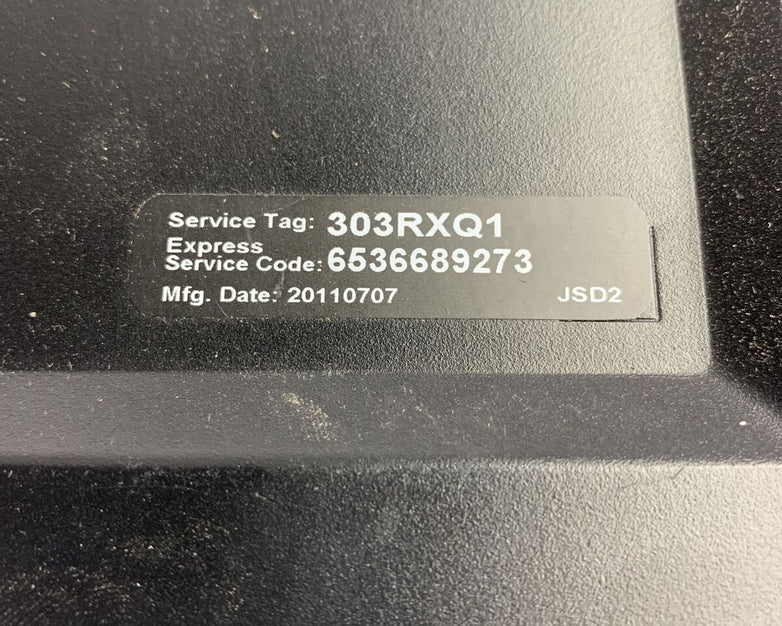 Service Tag: 303RXQ1
Express
Service Code: 6536689273
Mfg. Date: 20110707 JSD2